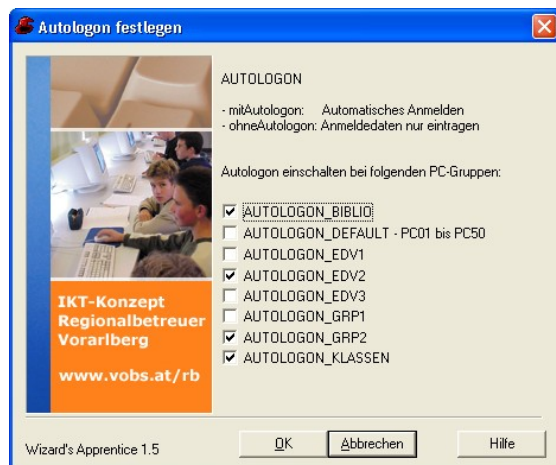 Autologon festlegen
AUTOLOGON
- mitAutologon: Automatisches Anmelden
- ohneAutologon: Anmeldedaten nur eintragen
Autologon einschalten bei folgenden PC-Gruppen:
AUTOLOGON_BIBLIO
AUTOLOGON_DEFAULT - PC01 bis PC50
AUTOLOGON_EDV1
AUTOLOGON_EDV2
AUTOLOGON_EDV3
AUTOLOGON_GRP1
AUTOLOGON_GRP2
AUTOLOGON_KLASSEN
IKT-Konzept
Regionalbetreuer
Vorarlberg
www.vobs.at/rb
Wizard's Apprentice 1.5
OK
Abbrechen
Hilfe